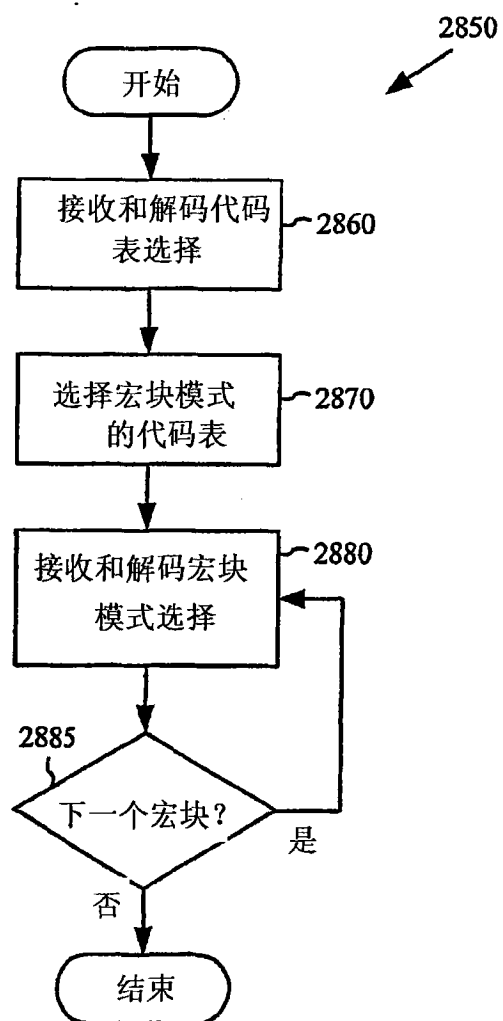 2850
开始
接收和解码代码
表选择
2860
选择宏块模式
的代码表
2870
接收和解码宏块
模式选择
2880
2885
下一个宏块？
是
否
结束